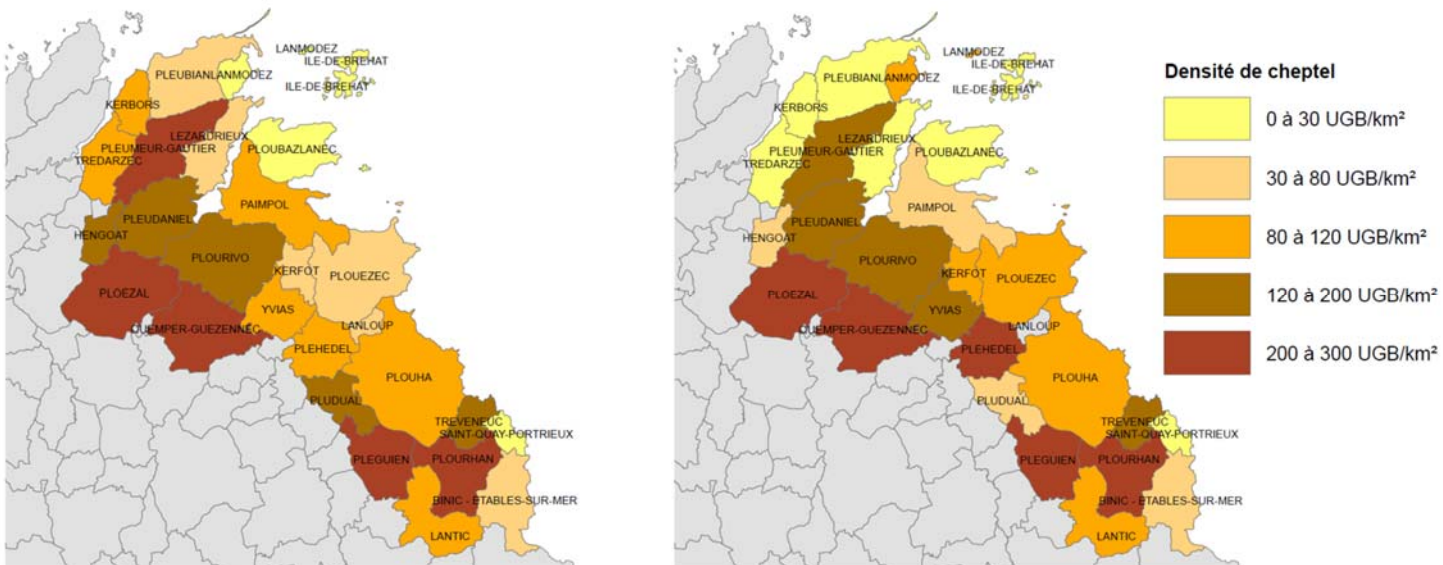 LANMODEZ
ILE-DE-BREHAT
PLEUBIAN
ILE-DE-BREHAT
KERBORS
LEZARDRIEUX
PLEUMEUR-GAUTIER
PLOUBAZLANEC
TREDARZEC
PAIMPOL
PLEUDANIEL
HENGOAT
PLOURIVO
KERFOT
PLOUEZEC
PLOEZAL
YVIAS
QUEMPER-GUEZENNEC
LANLOUP
PLEHEDEL
PLOUHA
PLUDUAL
TREVENEUC
SAINT-QUAY-PORTRIEUX
PLEGUIEN
PLOURHAN
BINIC - ETABLES-SUR-MER
LANTIC
LANMODEZ
LANMODEZ
ILE-DE-BREHAT
PLEUBIAN
LANMODEZ
ILE-DE-BREHAT
KERBORS
LEZARDRIEUX
PLEUMEUR-GAUTIER
PLOUBAZLANEC
TREDARZEC
PAIMPOL
PLEUDANIEL
HENGOAT
PLOURIVO
KERFOT
PLOUEZEC
PLOEZAL
YVIAS
QUEMPER-GUEZENNEC
LANLOUP
PLEHEDEL
PLOUHA
PLUDUAL
TREVENEUC
SAINT-QUAY-PORTRIEUX
PLEGUIEN
PLOURHAN
BINIC - ETABLES-SUR-MER
LANTIC
Densité de cheptel
0 à 30 UGB/km²
30 à 80 UGB/km²
80 à 120 UGB/km²
120 à 200 UGB/km²
200 à 300 UGB/km²